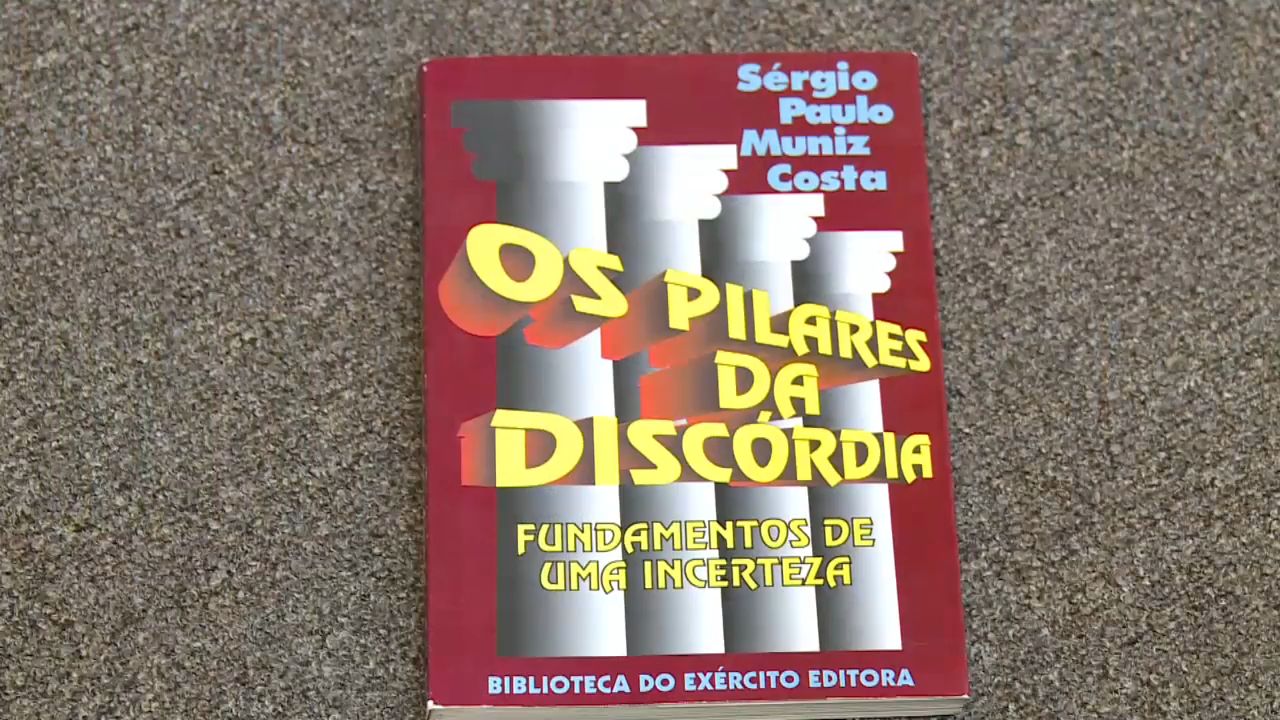 Sérgio
Paulo
Muniz
Costa
OS PILARES
DA
DISCÓRDIA
FUNDAMENTOS DE
UMA INCERTEZA
BIBLIOTECA DO EXÉRCITO EDITORA